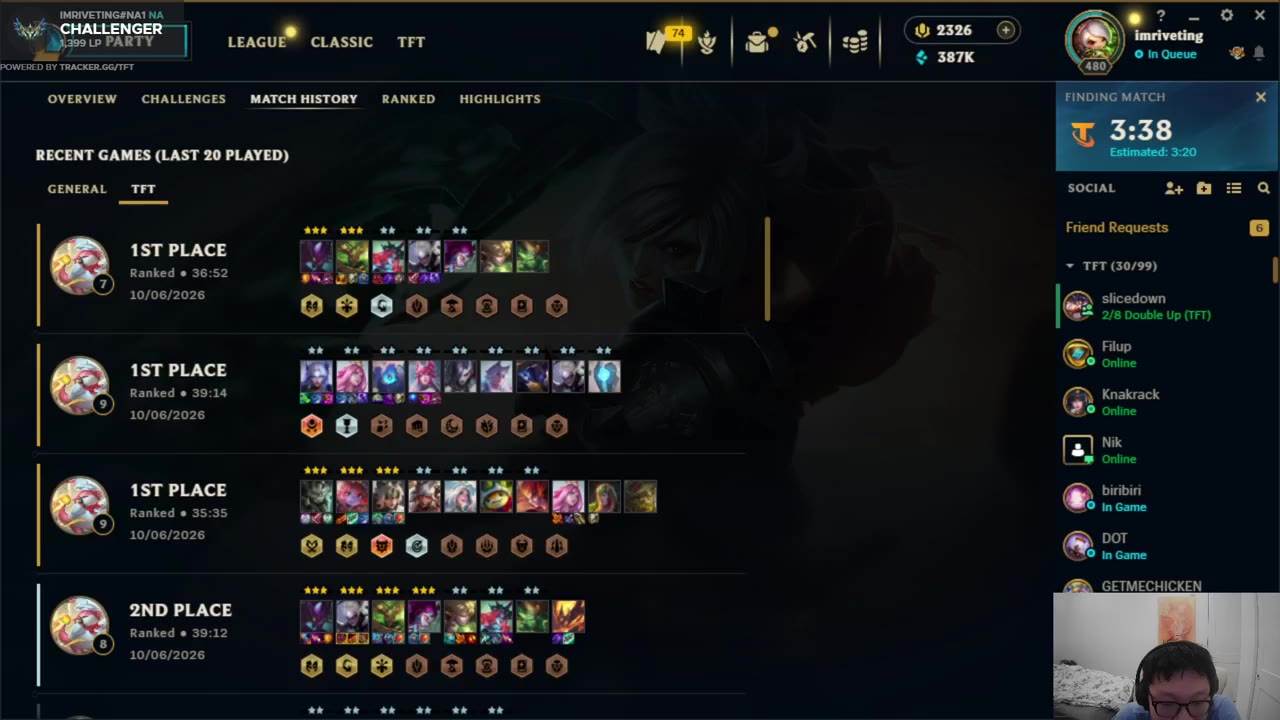 IMRIVETING#NA1 NA
CHALLENGER
1,399 LP
PARTY
POWERED BY TRACKER.GG/TFT
LEAGUE
CLASSIC
TFT
74
2326
387K
480
imriveting
In Queue
OVERVIEW
CHALLENGES
MATCH HISTORY
RANKED
HIGHLIGHTS
FINDING MATCH
3:38
Estimated: 3:20
RECENT GAMES (LAST 20 PLAYED)
GENERAL
TFT
SOCIAL
Friend Requests
6
TFT (30/99)
slicedown
2/8 Double Up (TFT)
Filup
Online
Knakrack
Online
Nik
Online
biribiri
In Game
DOT
In Game
GETMECHICKEN
7
1ST PLACE
Ranked • 36:52
10/06/2026
9
1ST PLACE
Ranked • 39:14
10/06/2026
9
1ST PLACE
Ranked • 35:35
10/06/2026
8
2ND PLACE
Ranked • 39:12
10/06/2026